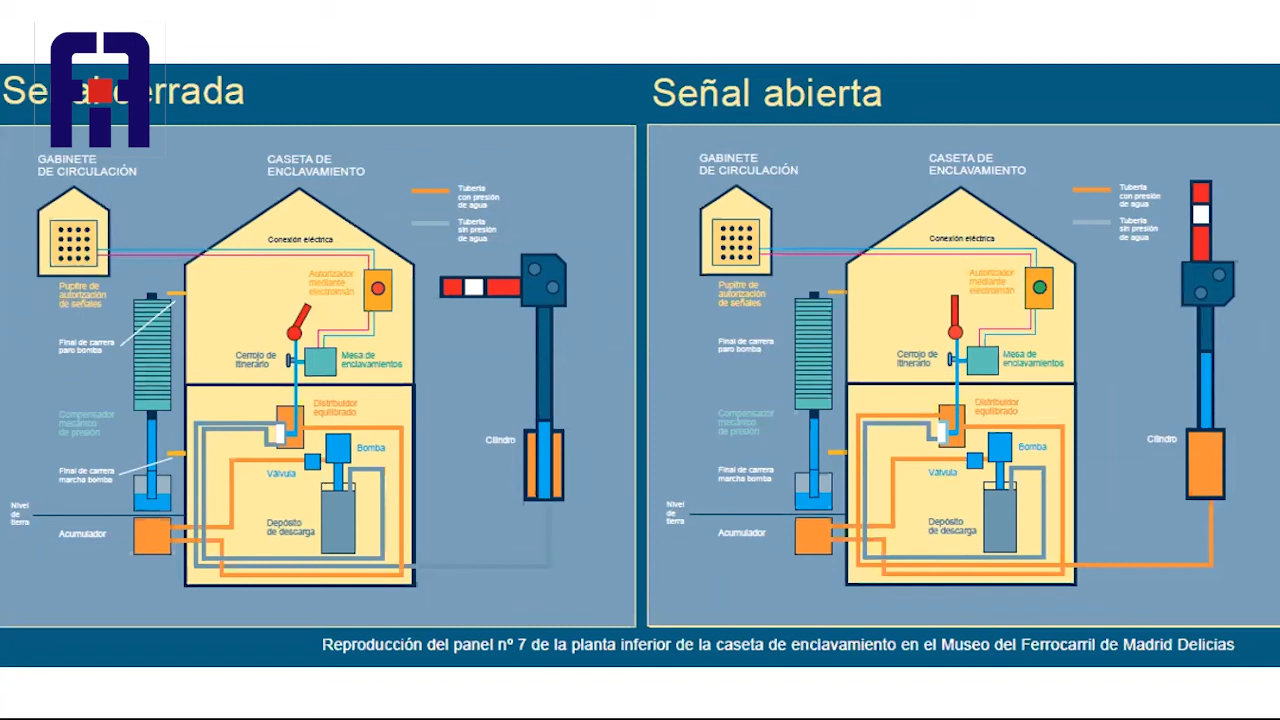 Señal cerrada
GABINETE
DE CIRCULACIÓN
CASETA DE
ENCLAVAMIENTO
Tubería
con presión
de agua
Tubería
sin presión
de agua
Conexión eléctrica
Autorizador
mediante
electroimán
Pupitre de
autorización
de señales
Final de carrera
paro bomba
Cerrojo de
itinerario
Mesa de
enclavamientos
Compensador
mecánico
de presión
Distribuidor
equilibrado
Bomba
Válvula
Cilindro
Final de carrera
marcha bomba
Nivel
de
tierra
Acumulador
Depósito
de descarga
Señal abierta
GABINETE
DE CIRCULACIÓN
CASETA DE
ENCLAVAMIENTO
Tubería
con presión
de agua
Tubería
sin presión
de agua
Conexión eléctrica
Autorizador
mediante
electroimán
Pupitre de
autorización
de señales
Final de carrera
paro bomba
Cerrojo de
itinerario
Mesa de
enclavamientos
Compensador
mecánico
de presión
Distribuidor
equilibrado
Bomba
Válvula
Cilindro
Final de carrera
marcha bomba
Nivel
de
tierra
Acumulador
Depósito
de descarga
Reproducción del panel nº 7 de la planta inferior de la caseta de enclavamiento en el Museo del Ferrocarril de Madrid Delicias